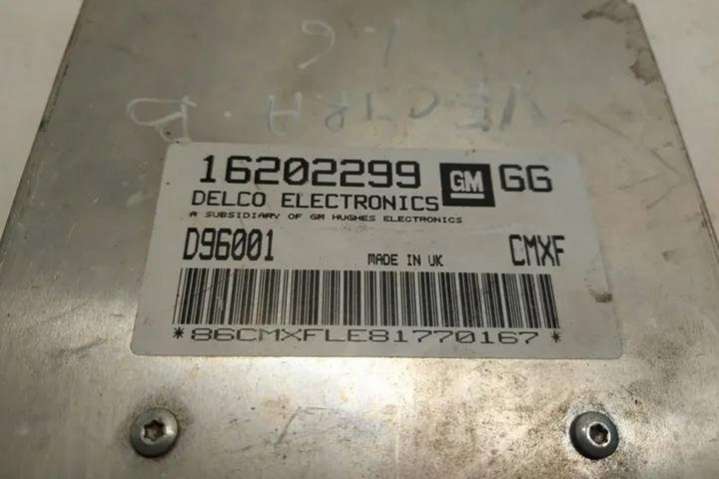 1.6
VECTRA B
16202299 GM GG
DELCO ELECTRONICS
A SUBSIDIARY OF GM HUGHES ELECTRONICS
D96001 MADE IN UK CMXF
*86CMXFLE81770167*